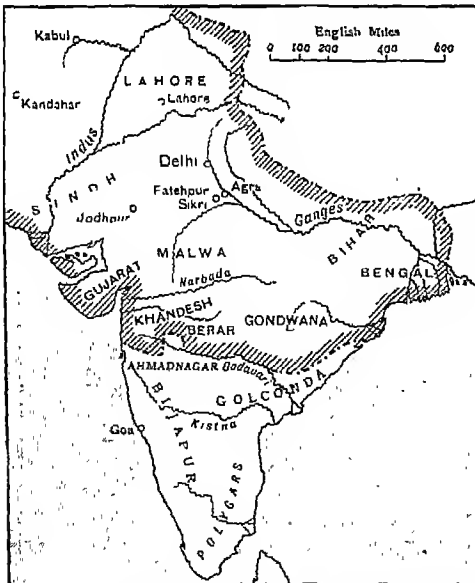 English Miles
0 100 200 400 600
Kabul
LAHORE
Kandahar
Lahore
Indus
Delhi
SINDH
Fatehpur
Sikri
Agra
Jodhpur
Ganges
BIHAR
MALWA
BENGAL
GUJARAT
Narbada
KHANDESH
BERAR
GONDWANA
AHMADNAGAR
Godavari
GOLCONDA
BIJAPUR
Goa
Kistna
POLYGARS